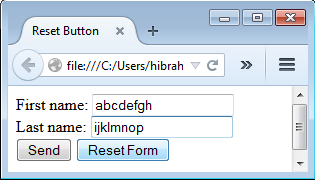 Reset Button
file:///C:/Users/hibrah
First name: abcdefgh
Last name: ijklmnop
Send Reset Form